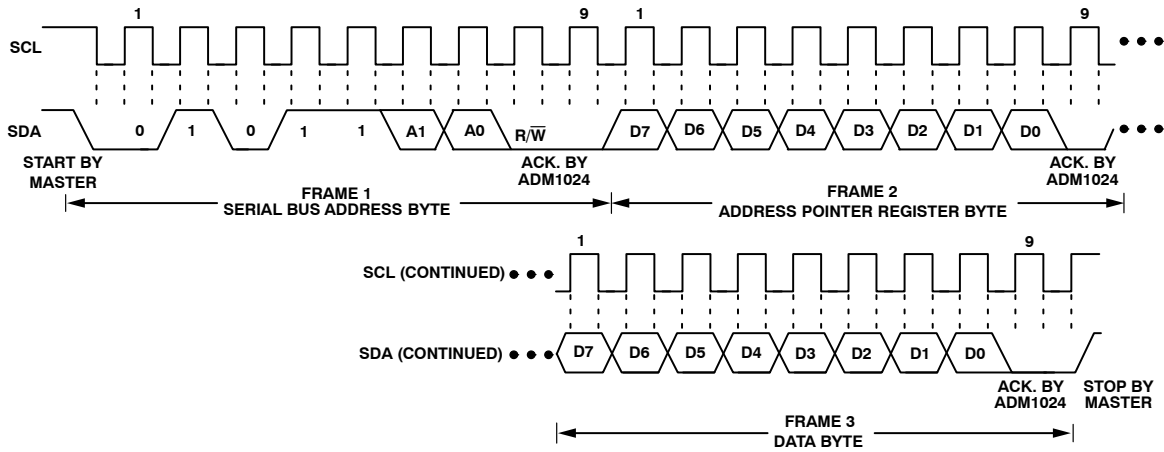 1 9 1 9
SCL
SDA 0 1 0 1 1 A1 A0 R/W̅ D7 D6 D5 D4 D3 D2 D1 D0
START BY
MASTER
ACK. BY
ADM1024
ACK. BY
ADM1024
FRAME 1
SERIAL BUS ADDRESS BYTE
FRAME 2
ADDRESS POINTER REGISTER BYTE
1 9
SCL (CONTINUED)
SDA (CONTINUED) D7 D6 D5 D4 D3 D2 D1 D0
ACK. BY
ADM1024
STOP BY
MASTER
FRAME 3
DATA BYTE